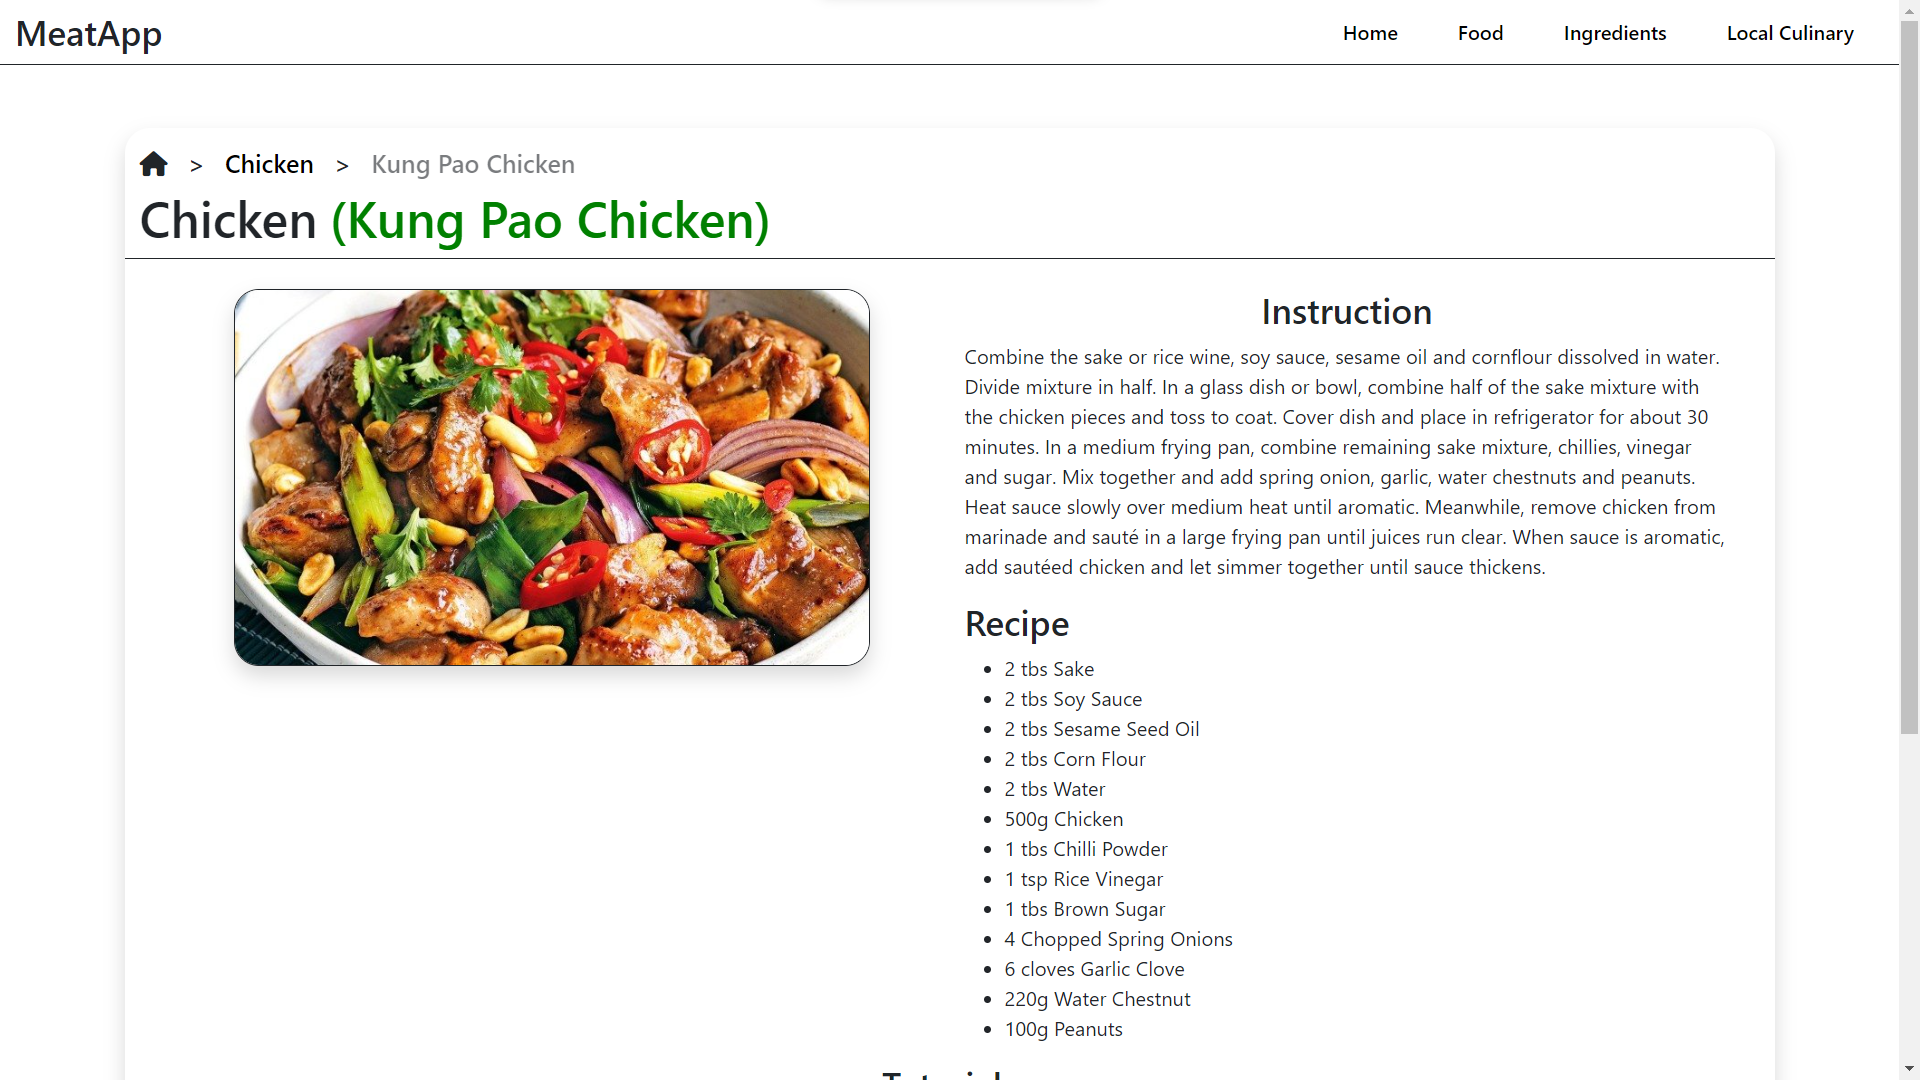 MeatApp
Home
Food
Ingredients
Local Culinary
> Chicken > Kung Pao Chicken
Chicken (Kung Pao Chicken)
Instruction
Combine the sake or rice wine, soy sauce, sesame oil and cornflour dissolved in water.
Divide mixture in half. In a glass dish or bowl, combine half of the sake mixture with
the chicken pieces and toss to coat. Cover dish and place in refrigerator for about 30
minutes. In a medium frying pan, combine remaining sake mixture, chillies, vinegar
and sugar. Mix together and add spring onion, garlic, water chestnuts and peanuts.
Heat sauce slowly over medium heat until aromatic. Meanwhile, remove chicken from
marinade and sauté in a large frying pan until juices run clear. When sauce is aromatic,
add sautéed chicken and let simmer together until sauce thickens.
Recipe
• 2 tbs Sake
• 2 tbs Soy Sauce
• 2 tbs Sesame Seed Oil
• 2 tbs Corn Flour
• 2 tbs Water
• 500g Chicken
• 1 tbs Chilli Powder
• 1 tsp Rice Vinegar
• 1 tbs Brown Sugar
• 4 Chopped Spring Onions
• 6 cloves Garlic Clove
• 220g Water Chestnut
• 100g Peanuts